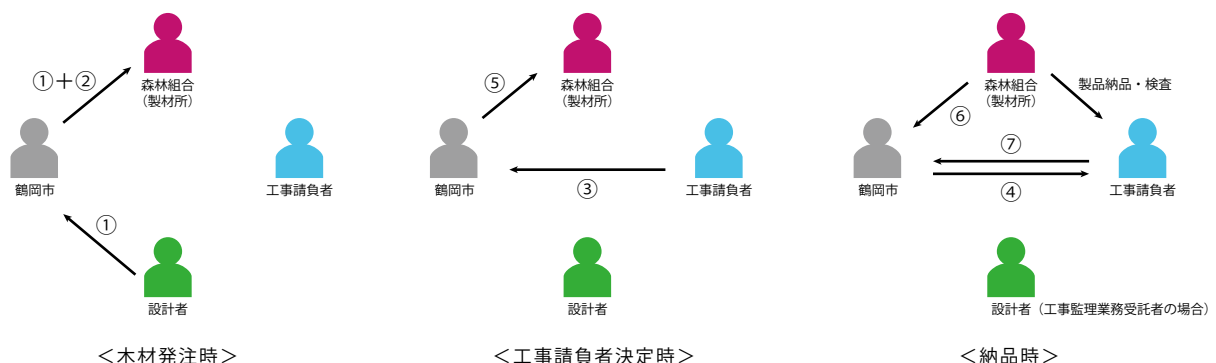 ①＋②
森林組合
（製材所）
鶴岡市
工事請負者
①
設計者
＜木材発注時＞
⑤
森林組合
（製材所）
鶴岡市
工事請負者
③
設計者
＜工事請負者決定時＞
森林組合
（製材所）
製品納品・検査
⑥
⑦
鶴岡市
工事請負者
④
設計者（工事監理業務受託者の場合）
＜納品時＞